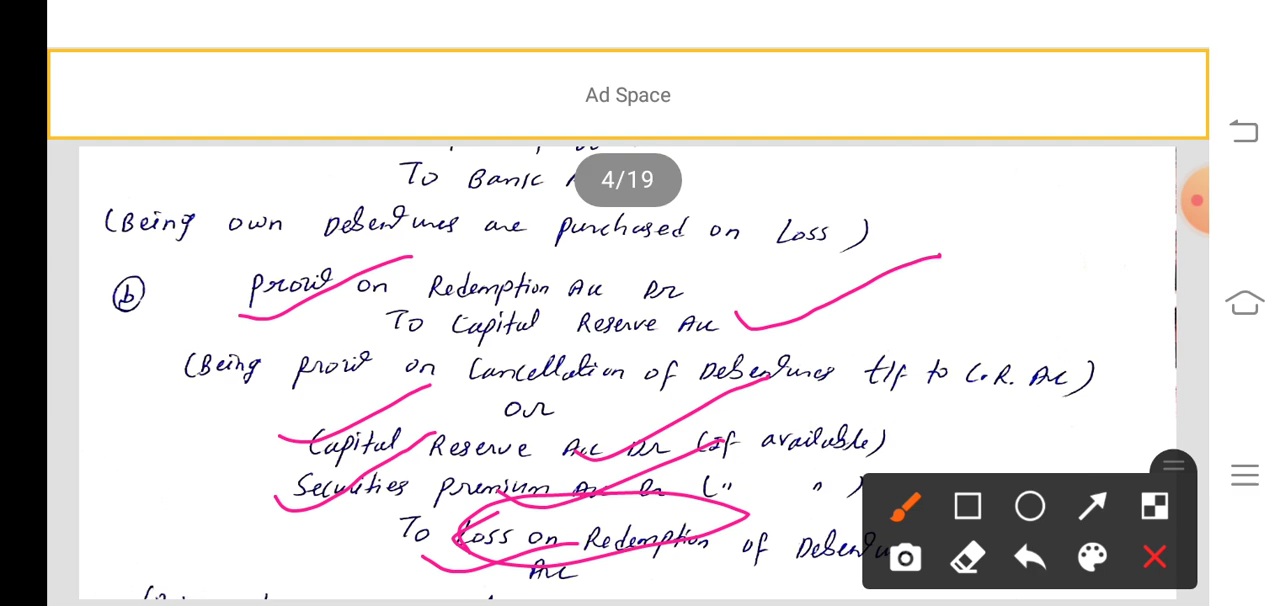 Ad Space
To Bank
4/19
(Being own Debentures are purchased on Loss)
(b) Profit on Redemption A/c Dr
To Capital Reserve A/c
(Being profit on Cancellation of Debentures t/f to C.R. A/c)
OR
Capital Reserve A/c Dr (If available)
Securities Premium A/c Dr (" ")
To Loss on Redemption of Debentu
A/c